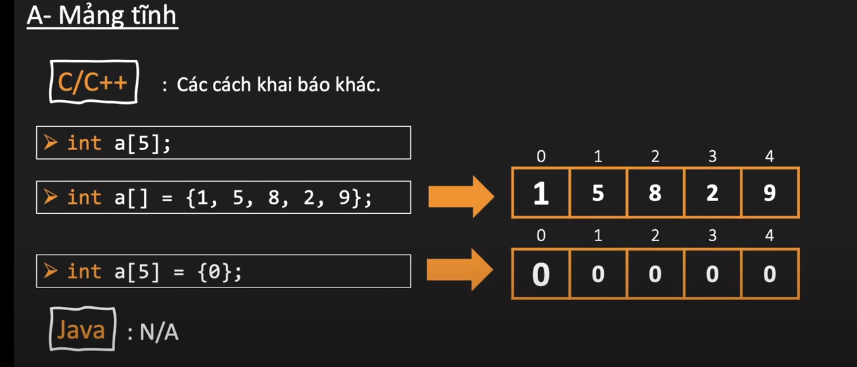 A- Mảng tĩnh
C/C++ : Các cách khai báo khác.
➤ int a[5];
0 1 2 3 4
➤ int a[] = {1, 5, 8, 2, 9};
1 5 8 2 9
0 1 2 3 4
➤ int a[5] = {0};
0 0 0 0 0
Java : N/A